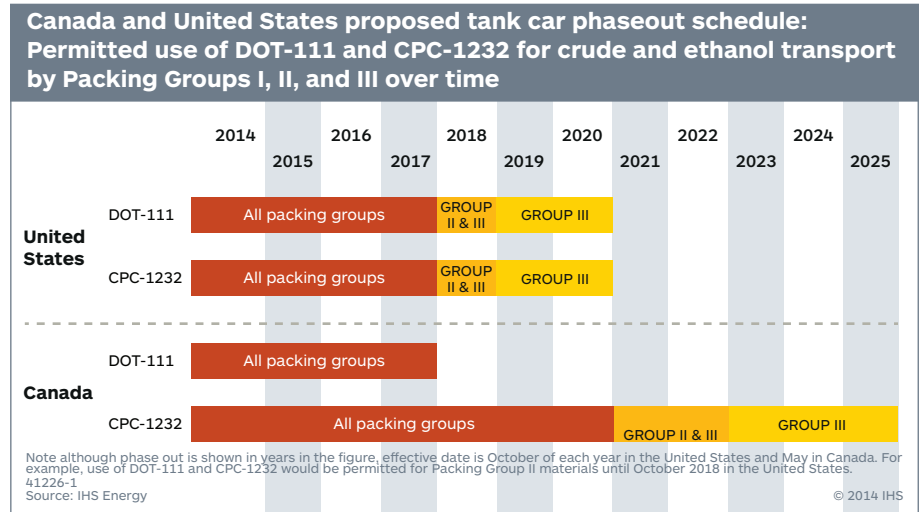 Canada and United States proposed tank car phaseout schedule:
Permitted use of DOT-111 and CPC-1232 for crude and ethanol transport
by Packing Groups I, II, and III over time
2014 2016 2018 2020 2022 2024
2015 2017 2019 2021 2023 2025
United
States
DOT-111 All packing groups GROUP
II & III GROUP III
CPC-1232 All packing groups GROUP
II & III GROUP III
Canada
DOT-111 All packing groups
CPC-1232 All packing groups GROUP II & III GROUP III
Note although phase out is shown in years in the figure, effective date is October of each year in the United States and May in Canada. For
example, use of DOT-111 and CPC-1232 would be permitted for Packing Group II materials until October 2018 in the United States.
41226-1
Source: IHS Energy © 2014 IHS